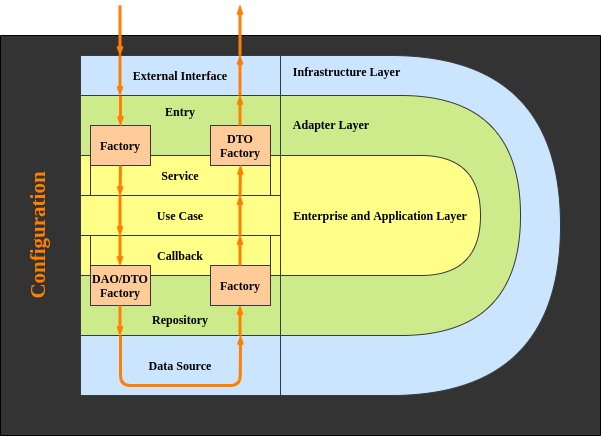 External Interface
Infrastructure Layer
Entry
Adapter Layer
Factory
DTO
Factory
Service
Use Case
Enterprise and Application Layer
Callback
DAO/DTO
Factory
Factory
Repository
Data Source
Configuration